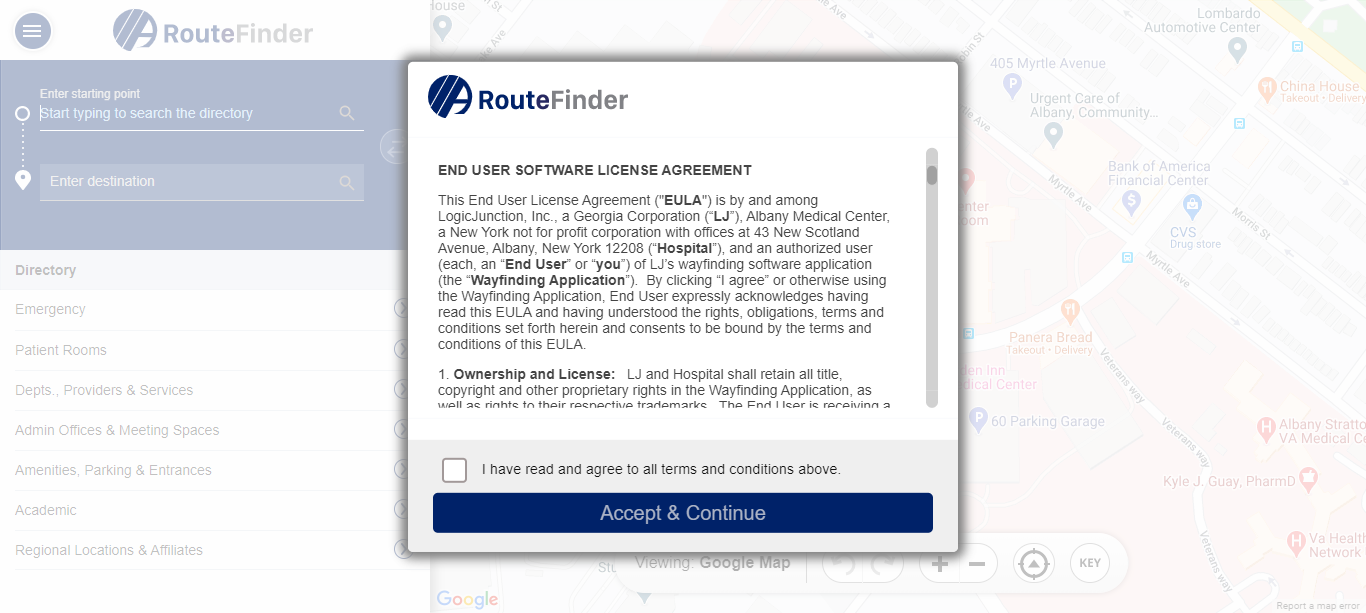 RouteFinder
Enter starting point
Start typing to search the directory
Enter destination
Directory
Emergency
Patient Rooms
Depts., Providers & Services
Admin Offices & Meeting Spaces
Amenities, Parking & Entrances
Academic
Regional Locations & Affiliates
RouteFinder
END USER SOFTWARE LICENSE AGREEMENT
This End User License Agreement ("EULA") is by and among
LogicJunction, Inc., a Georgia Corporation (“LJ”), Albany Medical Center,
a New York not for profit corporation with offices at 43 New Scotland
Avenue, Albany, New York 12208 (“Hospital”), and an authorized user
(each, an “End User” or “you”) of LJ’s wayfinding software application
(the “Wayfinding Application”).  By clicking “I agree” or otherwise using
the Wayfinding Application, End User expressly acknowledges having
read this EULA and having understood the rights, obligations, terms and
conditions set forth herein and consents to be bound by the terms and
conditions of this EULA.
1. Ownership and License:   LJ and Hospital shall retain all title,
copyright and other proprietary rights in the Wayfinding Application, as
well as rights to their respective trademarks.  The End User is receiving a
I have read and agree to all terms and conditions above.
Accept & Continue
Lombardo
Automotive Center
405 Myrtle Avenue
China House
Takeout • Delivery
Urgent Care of
Albany, Community...
Bank of America
Financial Center
Myrtle Ave
Morris St
CVS
Drug store
Myrtle Ave
Panera Bread
Takeout • Delivery
Veterans way
60 Parking Garage
Albany Stratto
VA Medical Ce
Veterans way
Kyle J. Guay, PharmD
Va Health
Network
Veterans way
Viewing: Google Map
KEY
Google
Report a map error